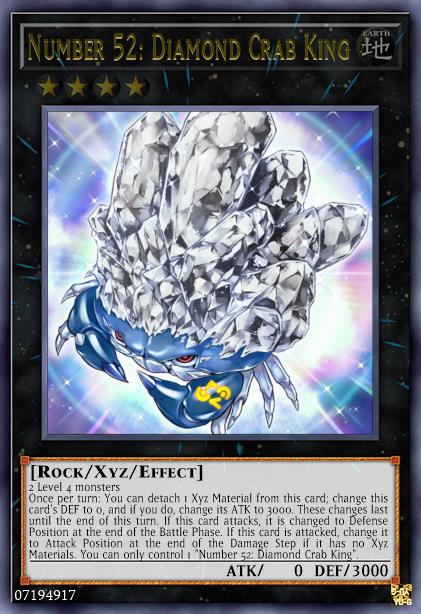 Number 52: Diamond Crab King
EARTH
地
52
[Rock/Xyz/Effect]
2 Level 4 monsters
Once per turn: You can detach 1 Xyz Material from this card; change this
card's DEF to 0, and if you do, change its ATK to 3000. These changes last
until the end of this turn. If this card attacks, it is changed to Defense
Position at the end of the Battle Phase. If this card is attacked, change it
to Attack Position at the end of the Damage Step if it has no Xyz
Materials. You can only control 1 "Number 52: Diamond Crab King".
ATK/ 0 DEF/3000
07194917